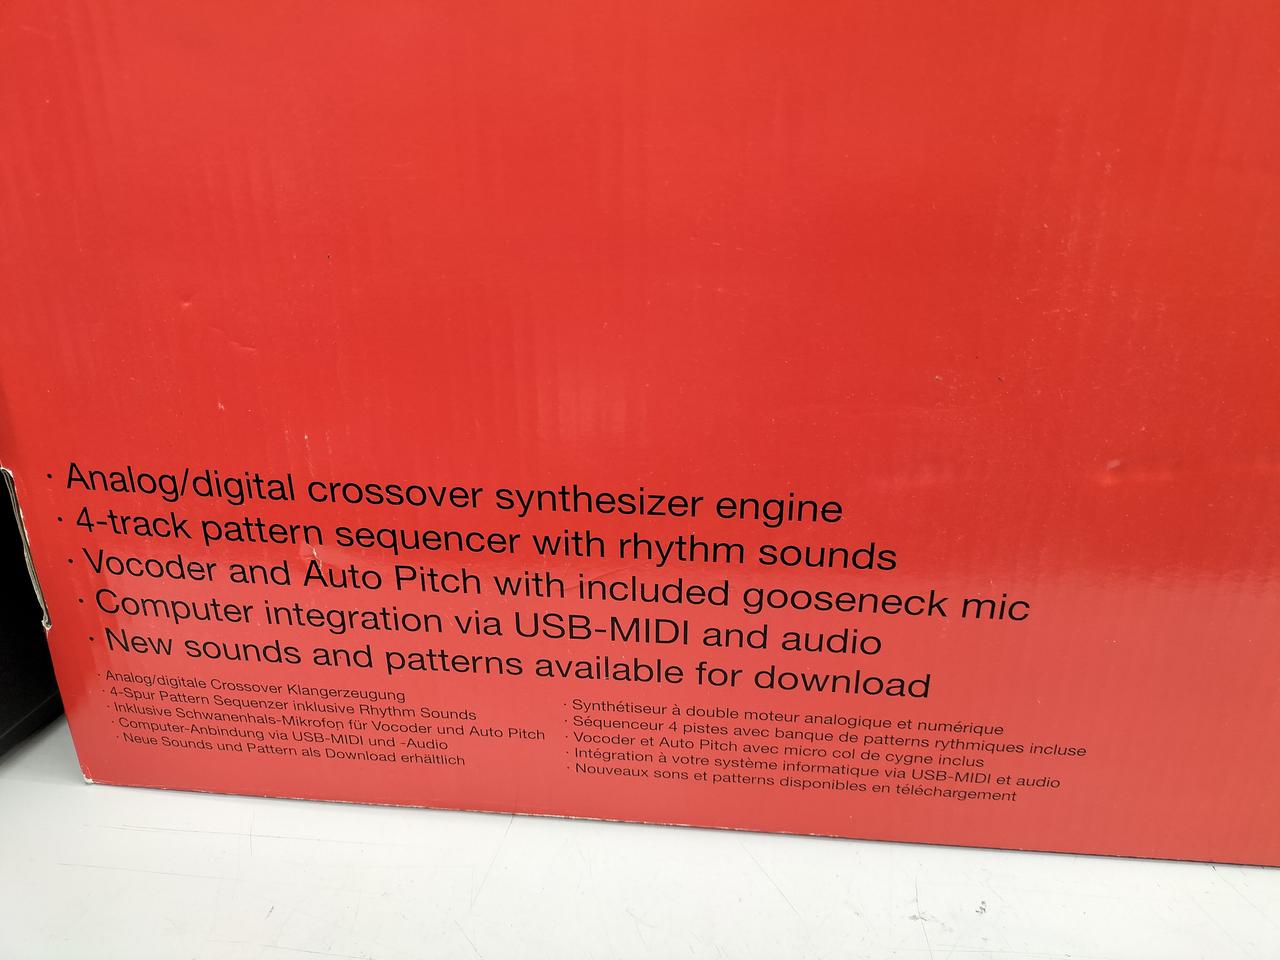 · Analog/digital crossover synthesizer engine
· 4-track pattern sequencer with rhythm sounds
· Vocoder and Auto Pitch with included gooseneck mic
· Computer integration via USB-MIDI and audio
· New sounds and patterns available for download
· Analog/digitale Crossover Klangerzeugung
· 4-Spur Pattern Sequenzer inklusive Rhythm Sounds
· Inklusive Schwanenhals-Mikrofon für Vocoder und Auto Pitch
· Computer-Anbindung via USB-MIDI und -Audio
· Neue Sounds und Pattern als Download erhältlich
· Synthétiseur à double moteur analogique et numérique
· Séquenceur 4 pistes avec banque de patterns rythmiques incluse
· Vocoder et Auto Pitch avec micro col de cygne inclus
· Intégration à votre système informatique via USB-MIDI et audio
· Nouveaux sons et patterns disponibles en téléchargement